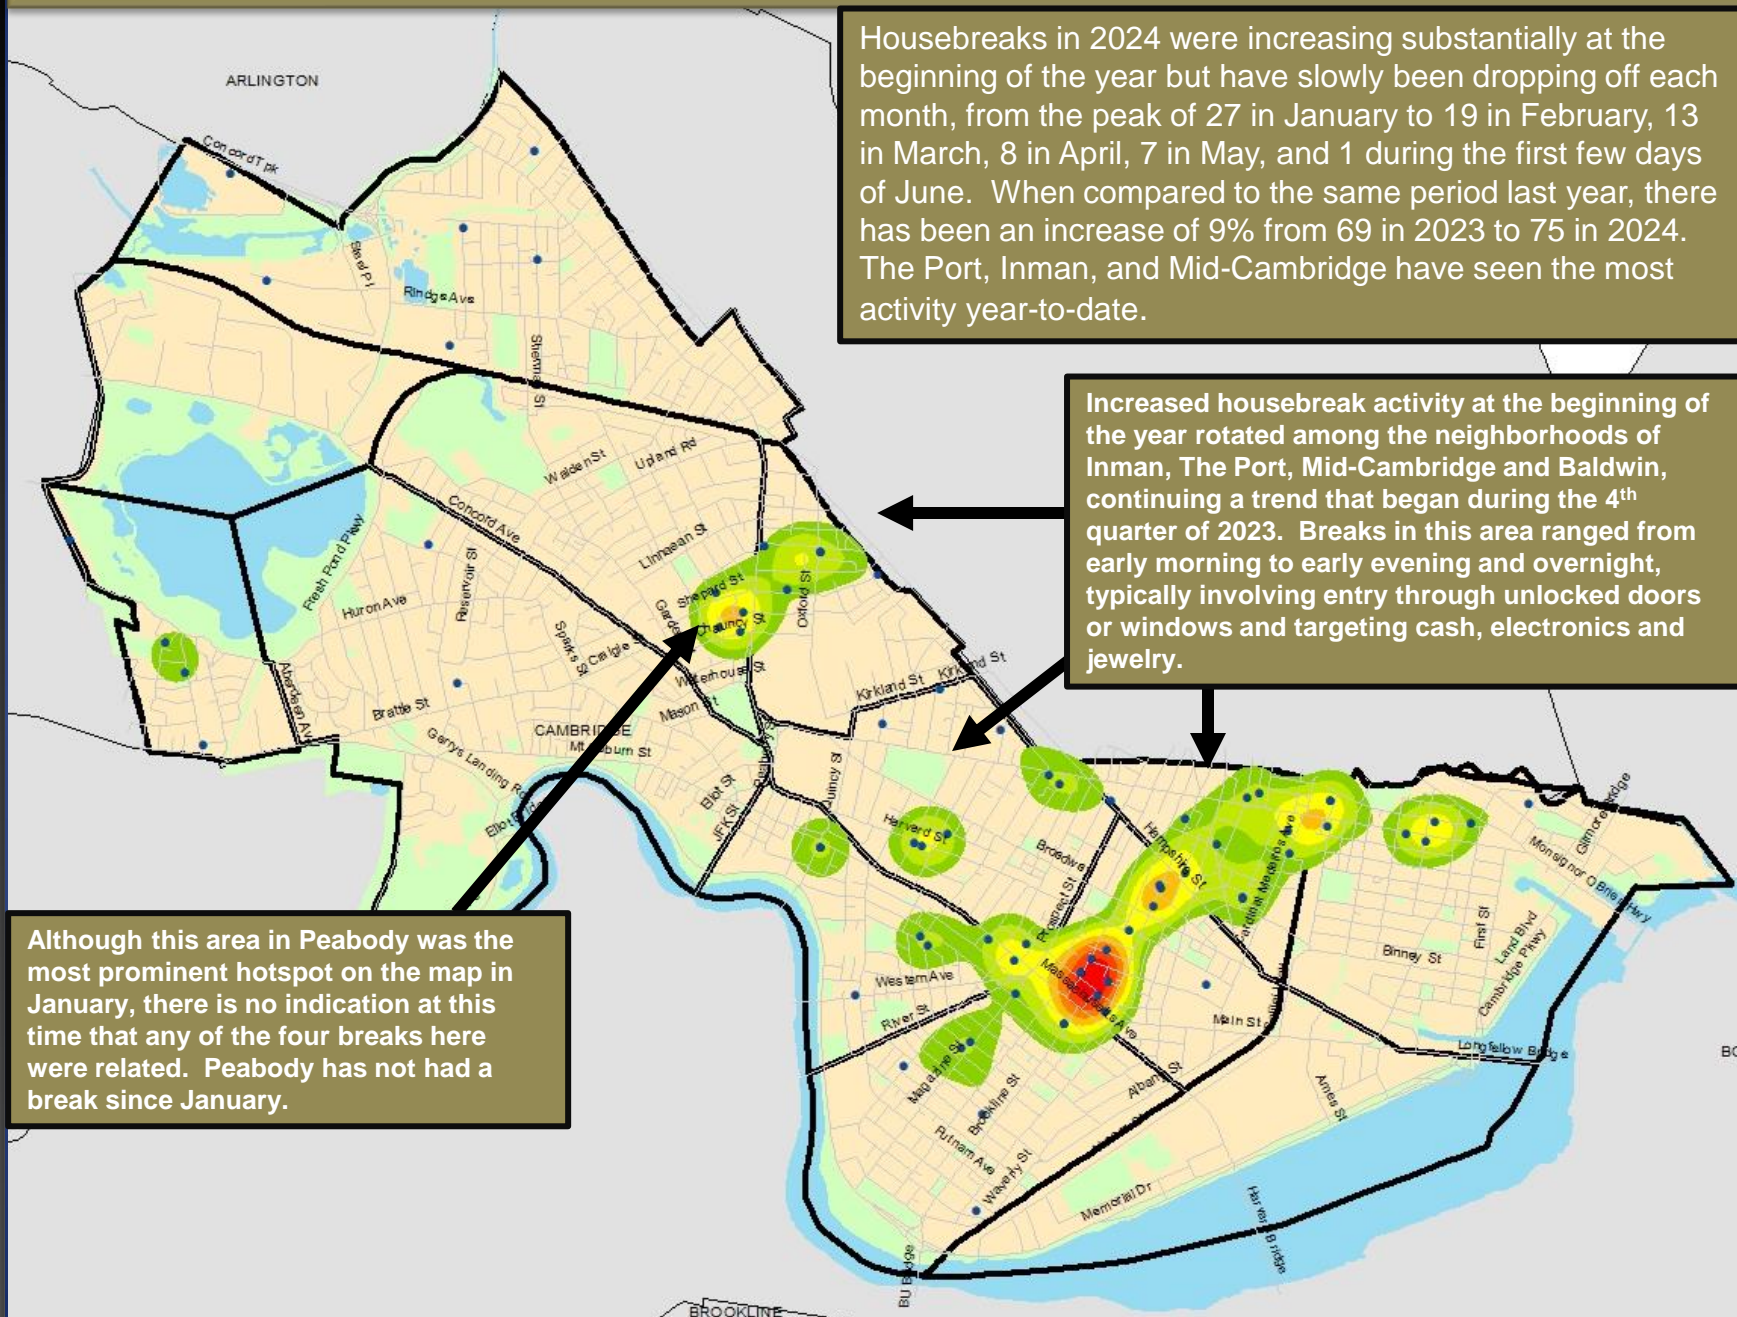 Housebreaks in 2024 were increasing substantially at the
beginning of the year but have slowly been dropping off each
month, from the peak of 27 in January to 19 in February, 13
in March, 8 in April, 7 in May, and 1 during the first few days
of June.  When compared to the same period last year, there
has been an increase of 9% from 69 in 2023 to 75 in 2024.
The Port, Inman, and Mid-Cambridge have seen the most
activity year-to-date.
ARLINGTON
Concord Tpk
Steel Pl
Rindge Ave
Sherman St
Increased housebreak activity at the beginning of
the year rotated among the neighborhoods of
Inman, The Port, Mid-Cambridge and Baldwin,
continuing a trend that began during the 4th
quarter of 2023.  Breaks in this area ranged from
early morning to early evening and overnight,
typically involving entry through unlocked doors
or windows and targeting cash, electronics and
jewelry.
Walden St
Upland Rd
Concord Ave
Linnaean St
Fresh Pond Pkwy
Reservoir St
Huron Ave
Shepard St
Oxford St
Chauncy St
Sparks St
Craigie St
Waterhouse St
Kirkland St
Kirkland St
Aberdeen Ave
Brattle St
Mason St
CAMBRIDGE
Mt Auburn St
Gerrys Landing Rd
Eliot St
JFK St
Quincy St
Harvard St
Hampshire St
Prospect St
Cardinal Medeiros Ave
Gilmore Bridge
Monsignor O Brien Hwy
First St
Land Blvd
Cambridge Pkwy
Binney St
Western Ave
Massachusetts Ave
River St
Main St
Longfellow Bridge
BO
Although this area in Peabody was the
most prominent hotspot on the map in
January, there is no indication at this
time that any of the four breaks here
were related.  Peabody has not had a
break since January.
Magazine St
Brookline St
Albany St
Ames St
Putnam Ave
Waverly St
Memorial Dr
Harvard Bridge
BU Bridge
BROOKLINE